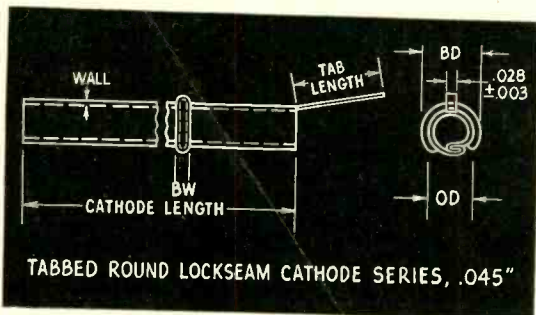 WALL
TAB
LENGTH
BD
.028
±.003
BW
CATHODE LENGTH
OD
TABBED ROUND LOCKSEAM CATHODE SERIES, .045"